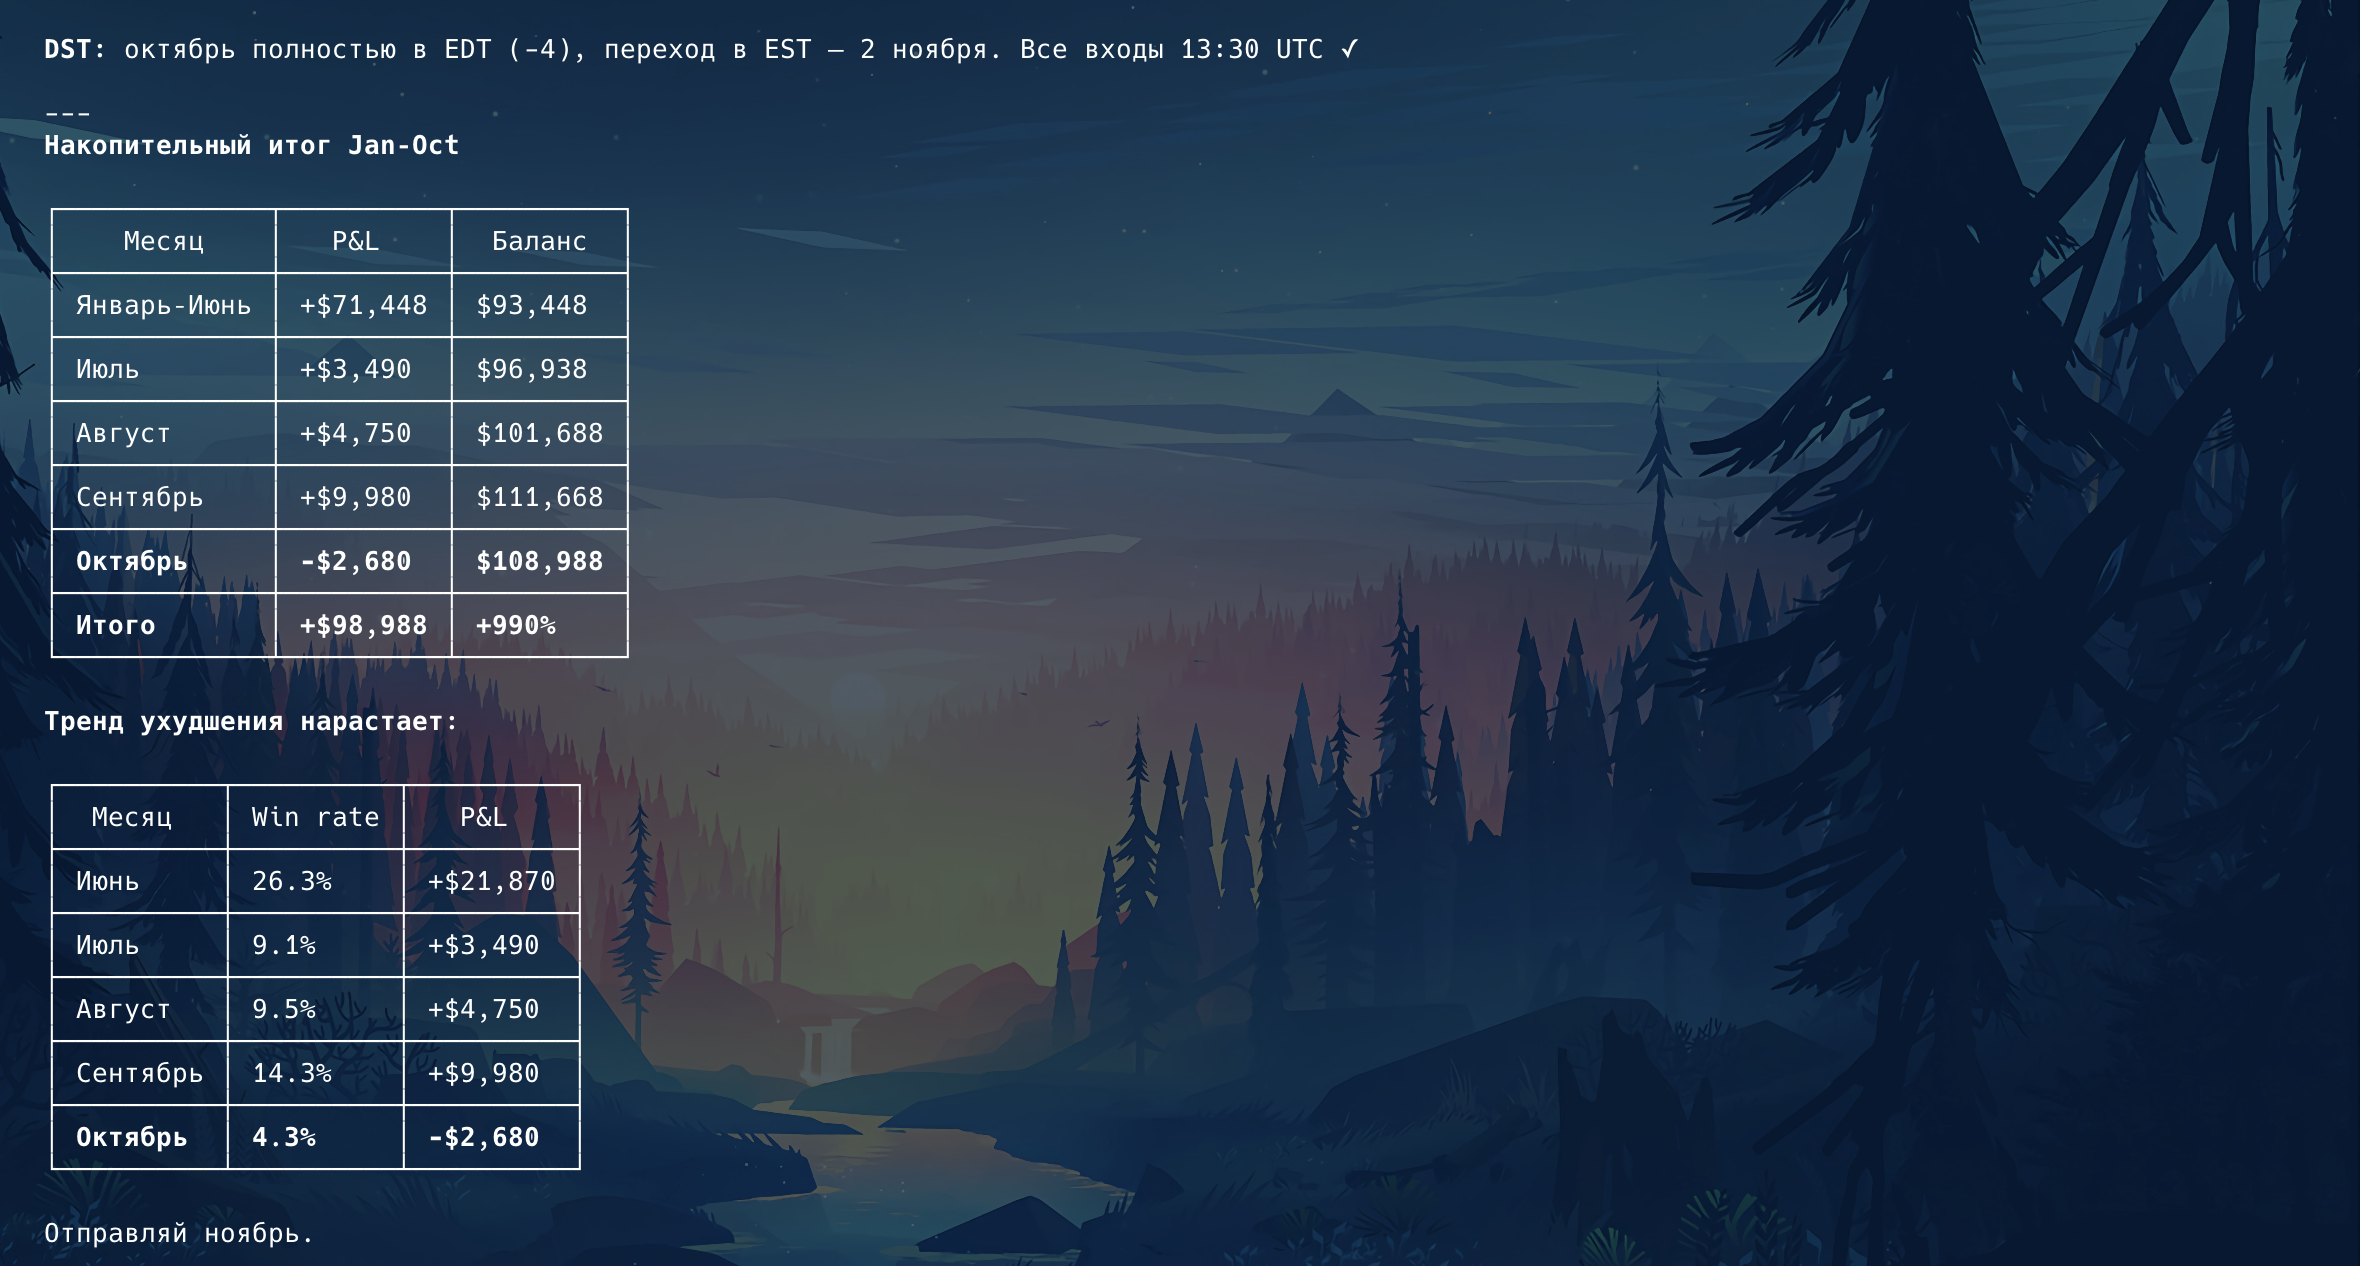 DST: октябрь полностью в EDT (-4), переход в EST — 2 ноября. Все входы 13:30 UTC ✓
---
Накопительный итог Jan-Oct
Месяц P&L Баланс
Январь-Июнь +$71,448 $93,448
Июль +$3,490 $96,938
Август +$4,750 $101,688
Сентябрь +$9,980 $111,668
Октябрь -$2,680 $108,988
Итого +$98,988 +990%
Тренд ухудшения нарастает:
Месяц Win rate P&L
Июнь 26.3% +$21,870
Июль 9.1% +$3,490
Август 9.5% +$4,750
Сентябрь 14.3% +$9,980
Октябрь 4.3% -$2,680
Отправляй ноябрь.